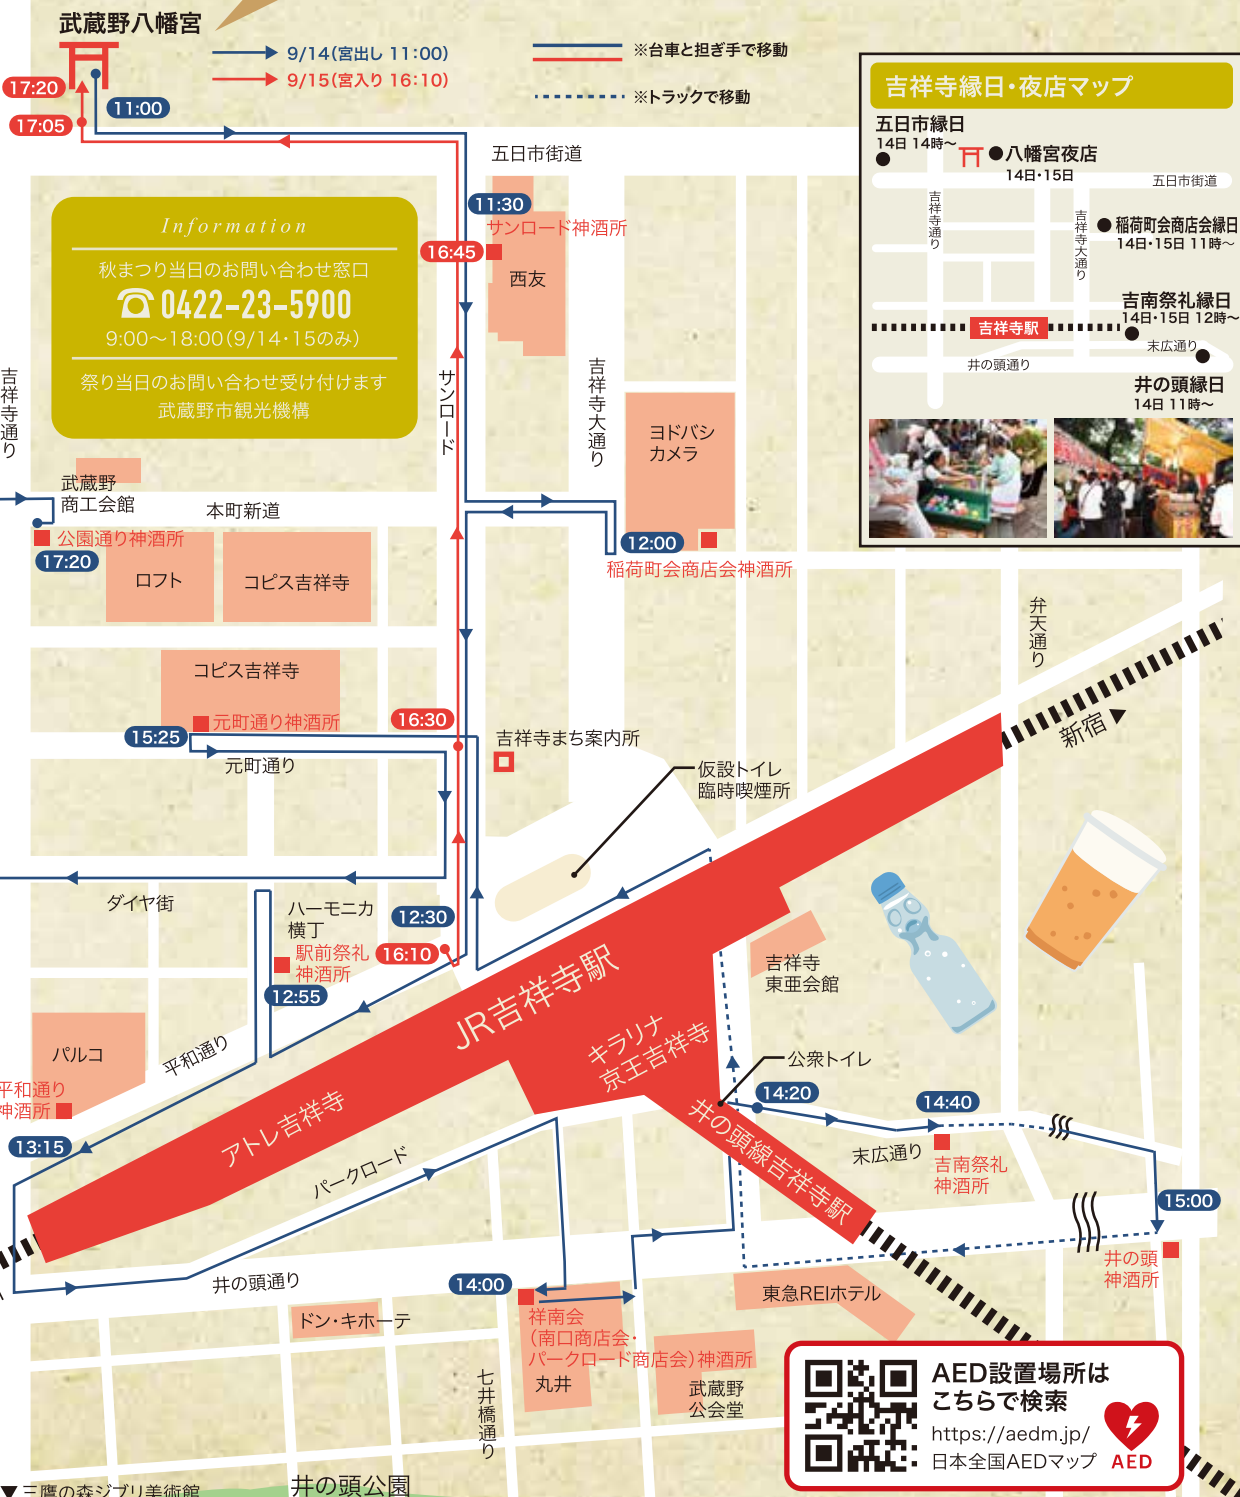 武蔵野八幡宮
9/14(宮出し 11:00)
9/15(宮入り 16:10)
※台車と担ぎ手で移動
※トラックで移動
17:20
17:05
11:00
五日市街道
吉祥寺縁日・夜店マップ
五日市縁日
14日 14時〜
八幡宮夜店
14日・15日
五日市街道
吉祥寺通り
吉祥寺大通り
稲荷町会商店会縁日
14日・15日 11時〜
吉南祭礼縁日
14日・15日 12時〜
吉祥寺駅
末広通り
井の頭通り
井の頭縁日
14日 11時〜
Information
秋まつり当日のお問い合わせ窓口
☎ 0422-23-5900
9:00〜18:00(9/14・15のみ)
祭り当日のお問い合わせ受け付けます
武蔵野市観光機構
11:30
サンロード神酒所
16:45
西友
吉祥寺通り
サンロード
吉祥寺大通り
ヨドバシ
カメラ
武蔵野
商工会館
本町新道
公園通り神酒所
17:20
ロフト
コピス吉祥寺
12:00
稲荷町会商店会神酒所
弁天通り
コピス吉祥寺
元町通り神酒所
15:25
元町通り
16:30
吉祥寺まち案内所
新宿▶
仮設トイレ
臨時喫煙所
ダイヤ街
ハーモニカ
横丁
12:30
駅前祭礼
神酒所
16:10
12:55
吉祥寺
東亜会館
JR吉祥寺駅
キラリナ
京王吉祥寺
パルコ
平和通り
平和通り
神酒所
13:15
アトレ吉祥寺
公衆トイレ
14:20
14:40
井の頭線吉祥寺駅
末広通り
吉南祭礼
神酒所
パークロード
15:00
井の頭
神酒所
井の頭通り
14:00
東急REIホテル
ドン・キホーテ
祥南会
(南口商店会・
パークロード商店会)神酒所
丸井
七井橋通り
武蔵野
公会堂
AED設置場所は
こちらで検索
https://aedm.jp/
日本全国AEDマップ
AED
井の頭公園
▼三鷹の森ジブリ美術館